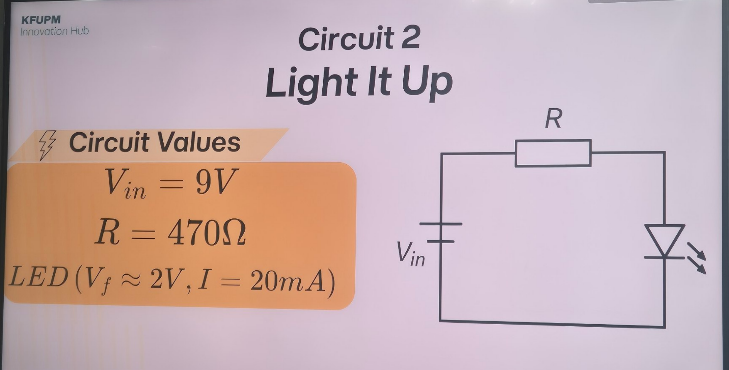 KFUPM
Innovation Hub
Circuit 2
Light It Up
Circuit Values
V_in = 9V
R = 470Ω
LED (V_f ≈ 2V, I = 20mA)
R
V_in